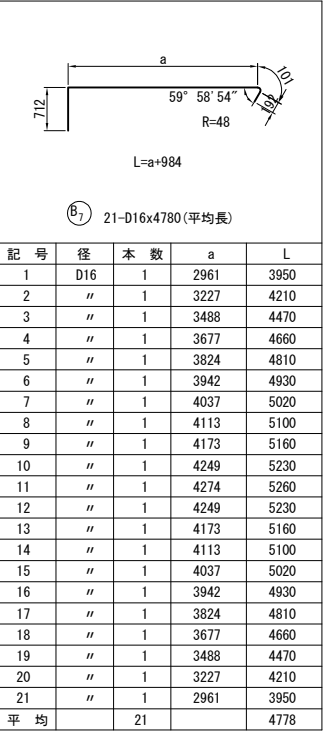 a
101
712
59° 58′54″
192
R=48
L=a+984
B7 21-D16x4780(平均長)
記 号 径 本 数 a L
1 D16 1 2961 3950
2 〃 1 3227 4210
3 〃 1 3488 4470
4 〃 1 3677 4660
5 〃 1 3824 4810
6 〃 1 3942 4930
7 〃 1 4037 5020
8 〃 1 4113 5100
9 〃 1 4173 5160
10 〃 1 4249 5230
11 〃 1 4274 5260
12 〃 1 4249 5230
13 〃 1 4173 5160
14 〃 1 4113 5100
15 〃 1 4037 5020
16 〃 1 3942 4930
17 〃 1 3824 4810
18 〃 1 3677 4660
19 〃 1 3488 4470
20 〃 1 3227 4210
21 〃 1 2961 3950
平 均 21 4778